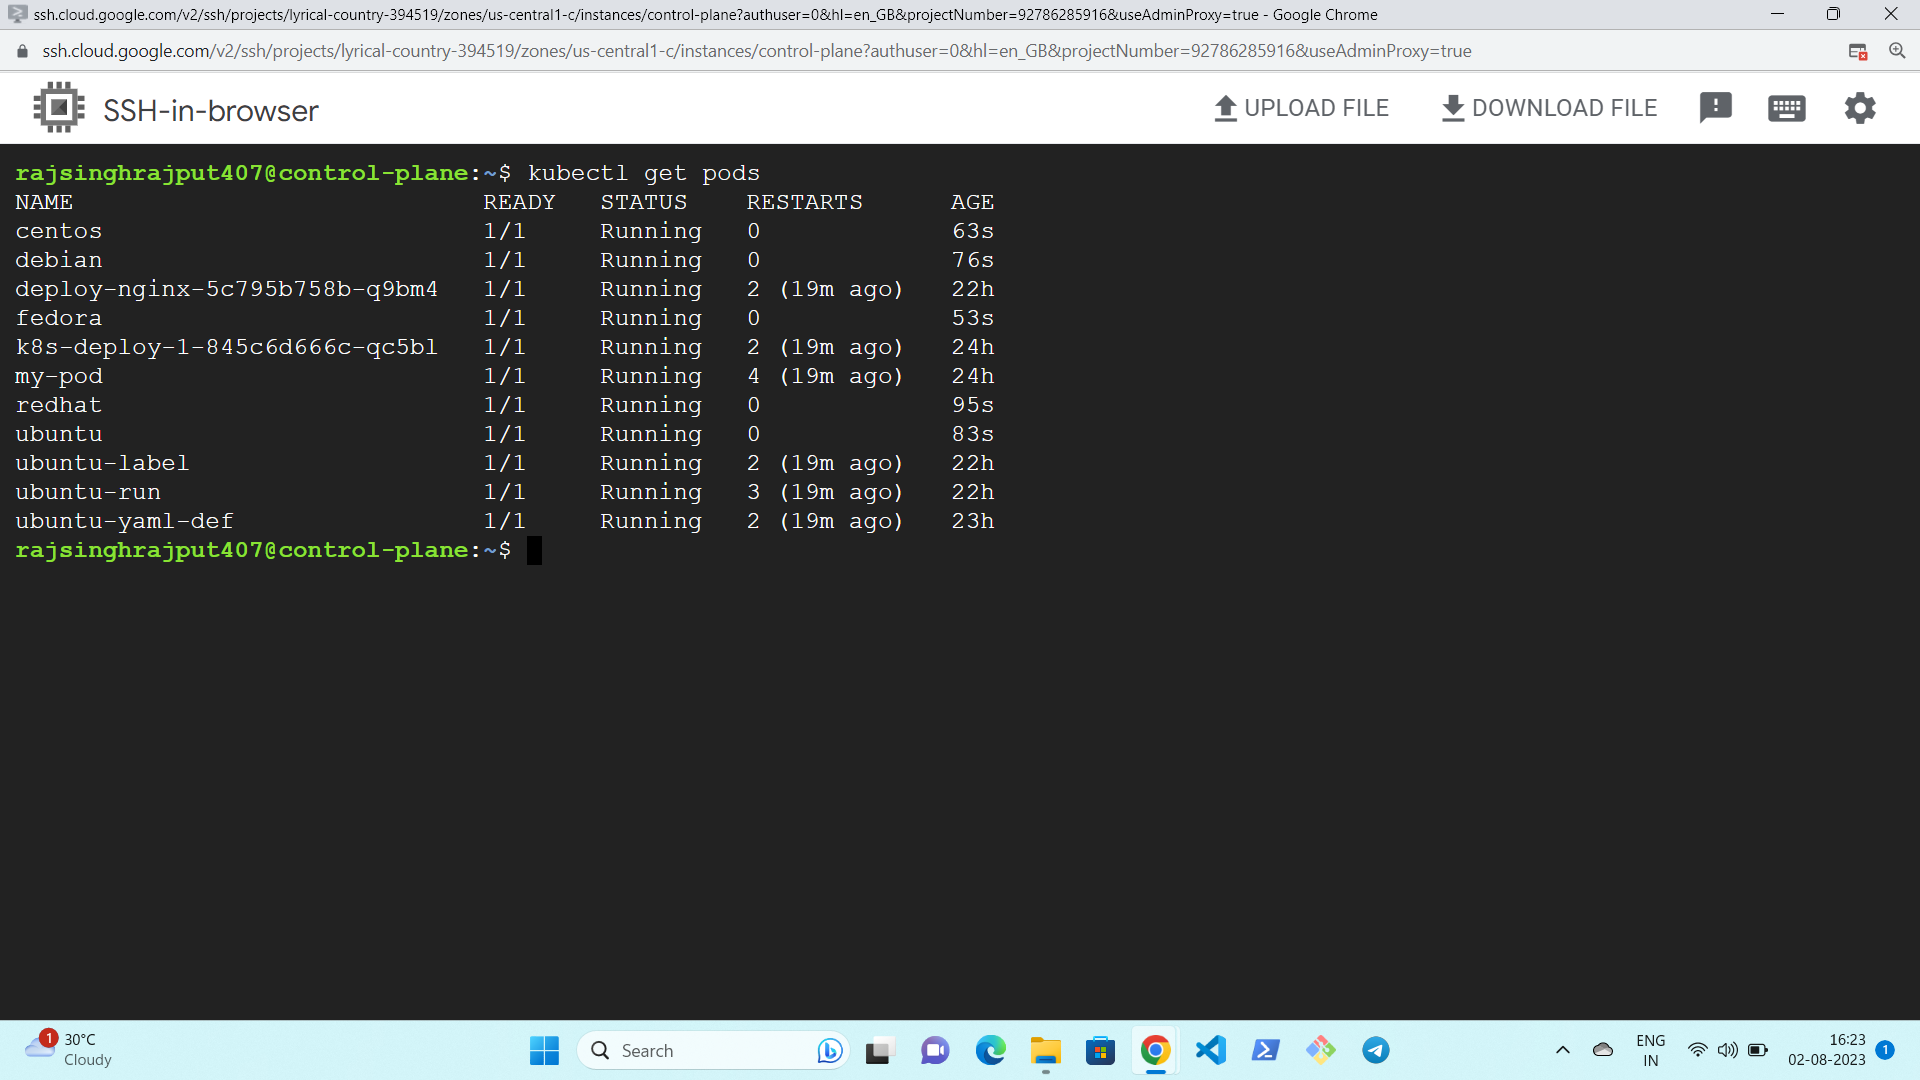 ssh.cloud.google.com/v2/ssh/projects/lyrical-country-394519/zones/us-central1-c/instances/control-plane?authuser=0&hl=en_GB&projectNumber=92786285916&useAdminProxy=true - Google Chrome
ssh.cloud.google.com/v2/ssh/projects/lyrical-country-394519/zones/us-central1-c/instances/control-plane?authuser=0&hl=en_GB&projectNumber=92786285916&useAdminProxy=true
SSH-in-browser UPLOAD FILE DOWNLOAD FILE
rajsinghrajput407@control-plane:~$ kubectl get pods
NAME READY STATUS RESTARTS AGE
centos 1/1 Running 0 63s
debian 1/1 Running 0 76s
deploy-nginx-5c795b758b-q9bm4 1/1 Running 2 (19m ago) 22h
fedora 1/1 Running 0 53s
k8s-deploy-1-845c6d666c-qc5bl 1/1 Running 2 (19m ago) 24h
my-pod 1/1 Running 4 (19m ago) 24h
redhat 1/1 Running 0 95s
ubuntu 1/1 Running 0 83s
ubuntu-label 1/1 Running 2 (19m ago) 22h
ubuntu-run 1/1 Running 3 (19m ago) 22h
ubuntu-yaml-def 1/1 Running 2 (19m ago) 23h
rajsinghrajput407@control-plane:~$
1 30°C
Cloudy
Search
ENG
IN
16:23
02-08-2023
1